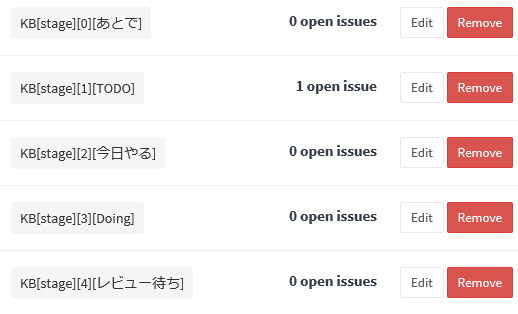 KB[stage][0][あとで] 0 open issues Edit Remove
KB[stage][1][TODO] 1 open issue Edit Remove
KB[stage][2][今日やる] 0 open issues Edit Remove
KB[stage][3][Doing] 0 open issues Edit Remove
KB[stage][4][レビュー待ち] 0 open issues Edit Remove